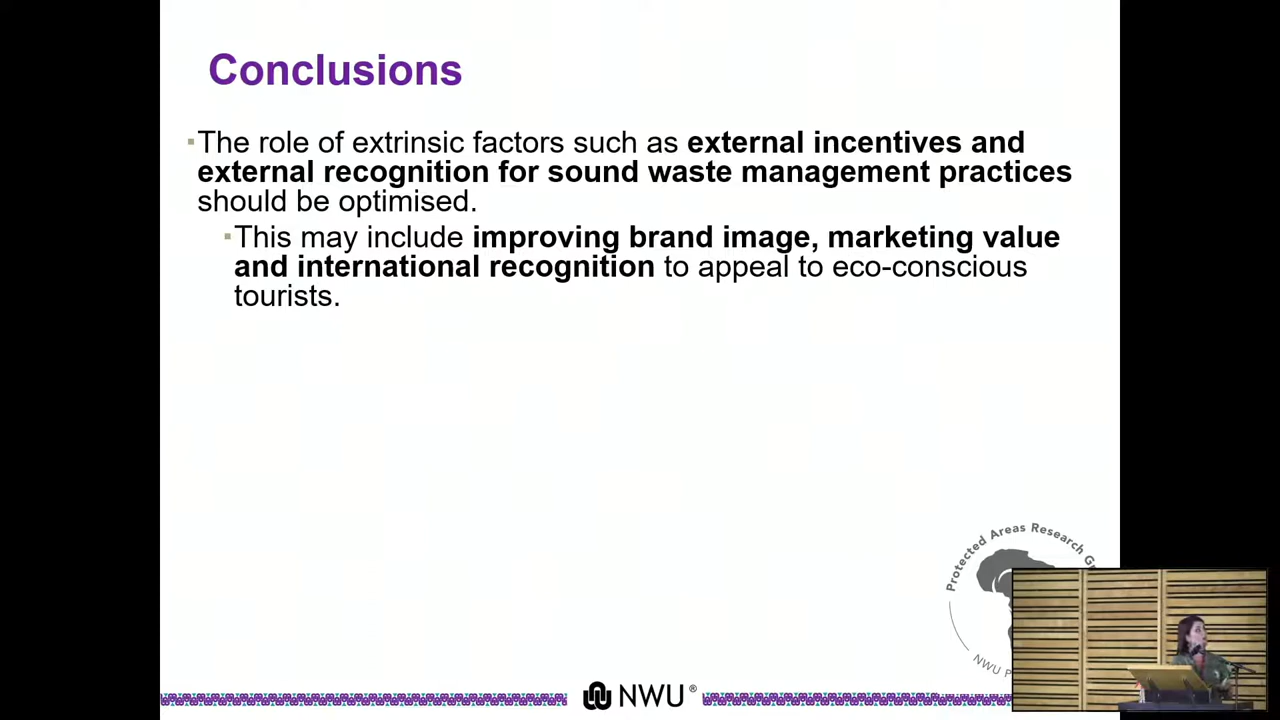 Conclusions
▪The role of extrinsic factors such as external incentives and
external recognition for sound waste management practices
should be optimised.
▪This may include improving brand image, marketing value
and international recognition to appeal to eco-conscious
tourists.
Protected Areas Research
NWU
NWU®